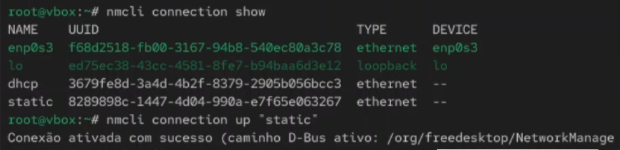 root@vbox:~# nmcli connection show
NAME UUID TYPE DEVICE
enp0s3 f68d2518-fb00-3167-94b8-540ec80a3c78 ethernet enp0s3
lo ed75ec38-43cc-4581-8fe7-b94baa6d3e12 loopback lo
dhcp 3679fe8d-3a4d-4b2f-8379-2905b056bcc3 ethernet --
static 8289898c-1447-4d04-990a-e7f65e063267 ethernet --
root@vbox:~# nmcli connection up "static"
Conexão ativada com sucesso (caminho D-Bus ativo: /org/freedesktop/NetworkManage